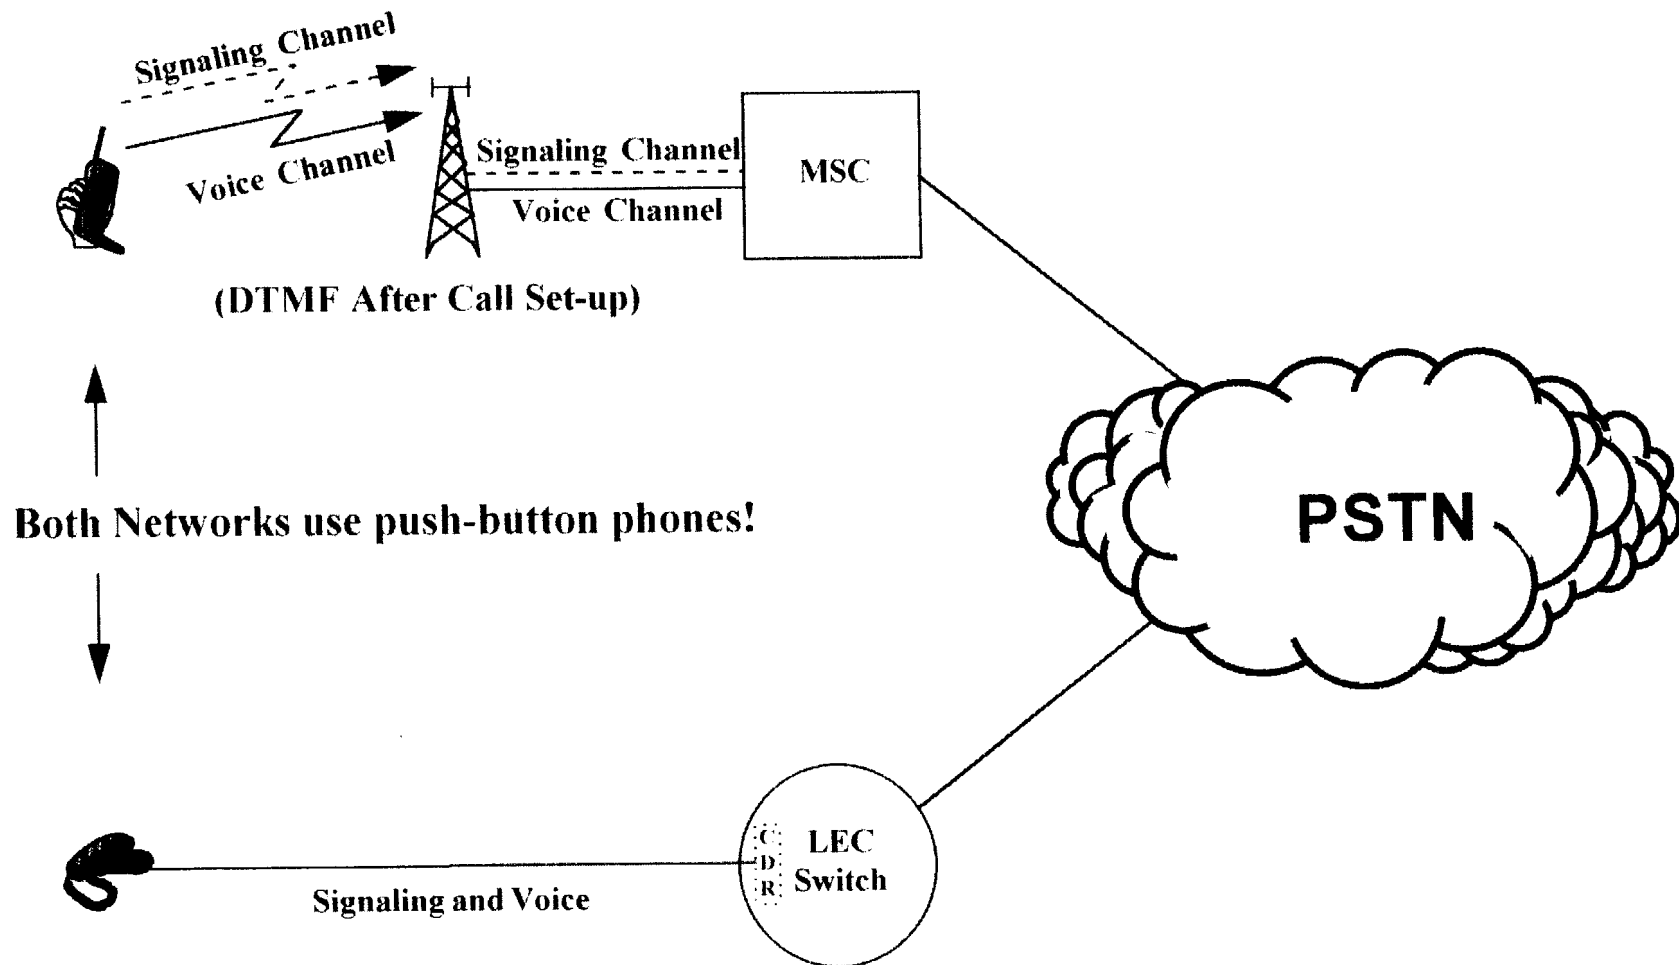 Signaling Channel
Voice Channel
Signaling Channel
Voice Channel
MSC
(DTMF After Call Set-up)
Both Networks use push-button phones!
PSTN
C
D
R
LEC
Switch
Signaling and Voice